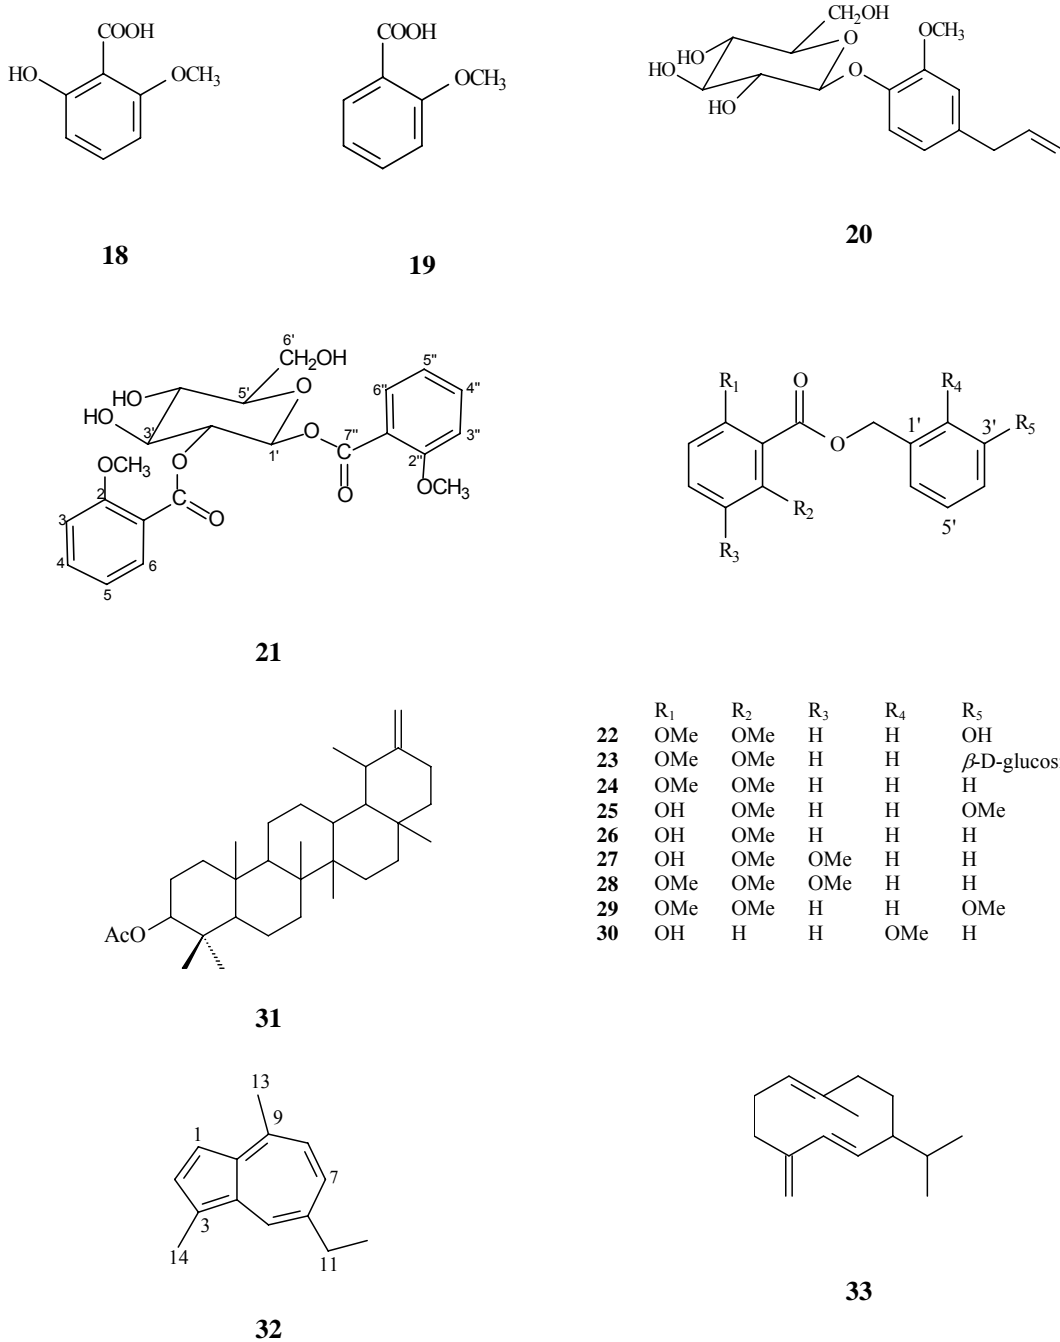 COOH
HO
OCH3
18
COOH
OCH3
19
CH2OH
HO
HO
HO
O
O
OCH3
20
6'
CH2OH
HO
HO
5'
O
3'
1'
O
O
7''
C
O
OCH3
C
O
2
3
4
5
6
5''
6''
4''
3''
2''
OCH3
21
R1
O
O
R2
R3
R4
1'
3'
R5
5'
R1 R2 R3 R4 R5
22 OMe OMe H H OH
23 OMe OMe H H β-D-glucos
24 OMe OMe H H H
25 OH OMe H H OMe
26 OH OMe H H H
27 OH OMe OMe H H
28 OMe OMe OMe H H
29 OMe OMe H H OMe
30 OH H H OMe H
AcO
31
13
9
1
7
3
14
11
32
33